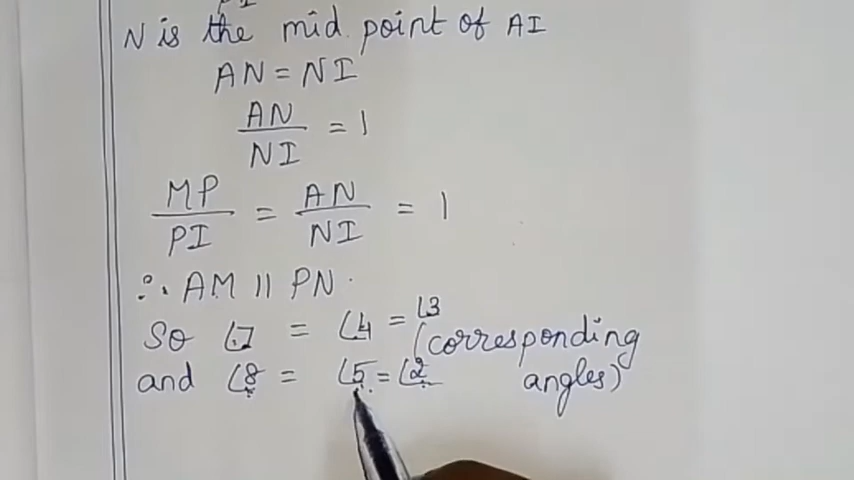 N is the mid point of AI
AN = NI
AN/NI = 1
MP/PI = AN/NI = 1
∴ AM || PN.
So ∠7 = ∠4 = ∠3 (corresponding
and ∠8 = ∠5 = ∠2 angles)